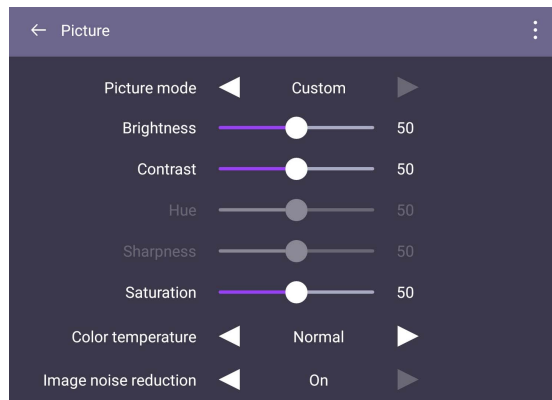 Picture
Picture mode Custom
Brightness 50
Contrast 50
Hue 50
Sharpness 50
Saturation 50
Color temperature Normal
Image noise reduction On